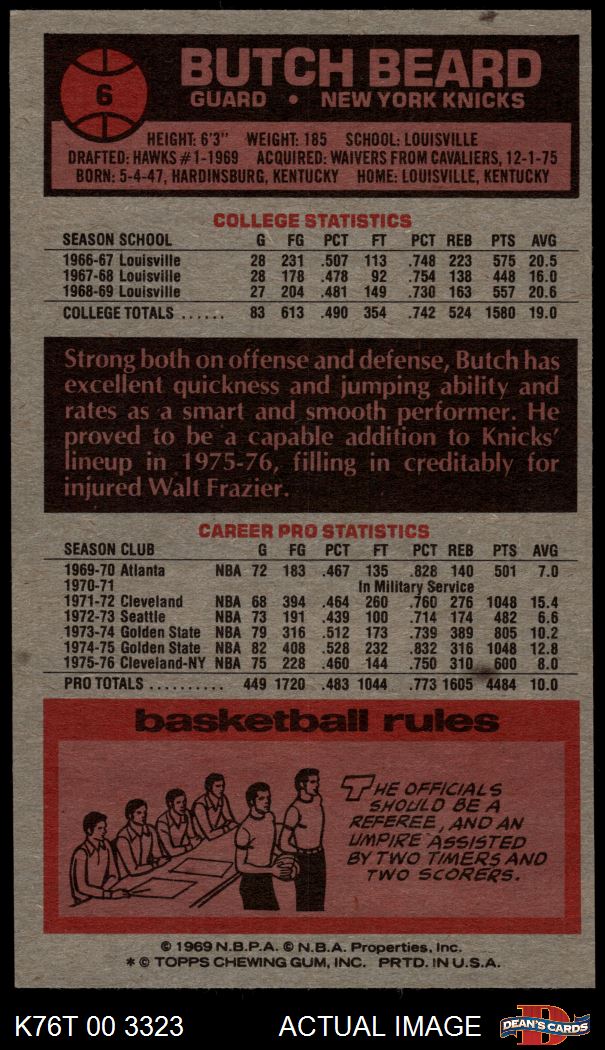 6
BUTCH BEARD
GUARD • NEW YORK KNICKS
HEIGHT: 6'3" WEIGHT: 185 SCHOOL: LOUISVILLE
DRAFTED: HAWKS #1-1969 ACQUIRED: WAIVERS FROM CAVALIERS, 12-1-75
BORN: 5-4-47, HARDINSBURG, KENTUCKY HOME: LOUISVILLE, KENTUCKY
COLLEGE STATISTICS
SEASON SCHOOL G FG PCT FT PCT REB PTS AVG
1966-67 Louisville 28 231 .507 113 .748 223 575 20.5
1967-68 Louisville 28 178 .478 92 .754 138 448 16.0
1968-69 Louisville 27 204 .481 149 .730 163 557 20.6
COLLEGE TOTALS ...... 83 613 .490 354 .742 524 1580 19.0
Strong both on offense and defense, Butch has
excellent quickness and jumping ability and
rates as a smart and smooth performer. He
proved to be a capable addition to Knicks'
lineup in 1975-76, filling in creditably for
injured Walt Frazier.
CAREER PRO STATISTICS
SEASON CLUB G FG PCT FT PCT REB PTS AVG
1969-70 Atlanta NBA 72 183 .467 135 .828 140 501 7.0
1970-71 In Military Service
1971-72 Cleveland NBA 68 394 .464 260 .760 276 1048 15.4
1972-73 Seattle NBA 73 191 .439 100 .714 174 482 6.6
1973-74 Golden State NBA 79 316 .512 173 .739 389 805 10.2
1974-75 Golden State NBA 82 408 .528 232 .832 316 1048 12.8
1975-76 Cleveland-NY NBA 75 228 .460 144 .750 310 600 8.0
PRO TOTALS .......... 449 1720 .483 1044 .773 1605 4484 10.0
basketball rules
THE OFFICIALS
SHOULD BE A
REFEREE, AND AN
UMPIRE ASSISTED
BY TWO TIMERS AND
TWO SCORERS.
© 1969 N.B.P.A. © N.B.A. Properties, Inc.
* © TOPPS CHEWING GUM, INC. PRTD. IN U.S.A.
K76T 00 3323 ACTUAL IMAGE DEAN'S CARDS